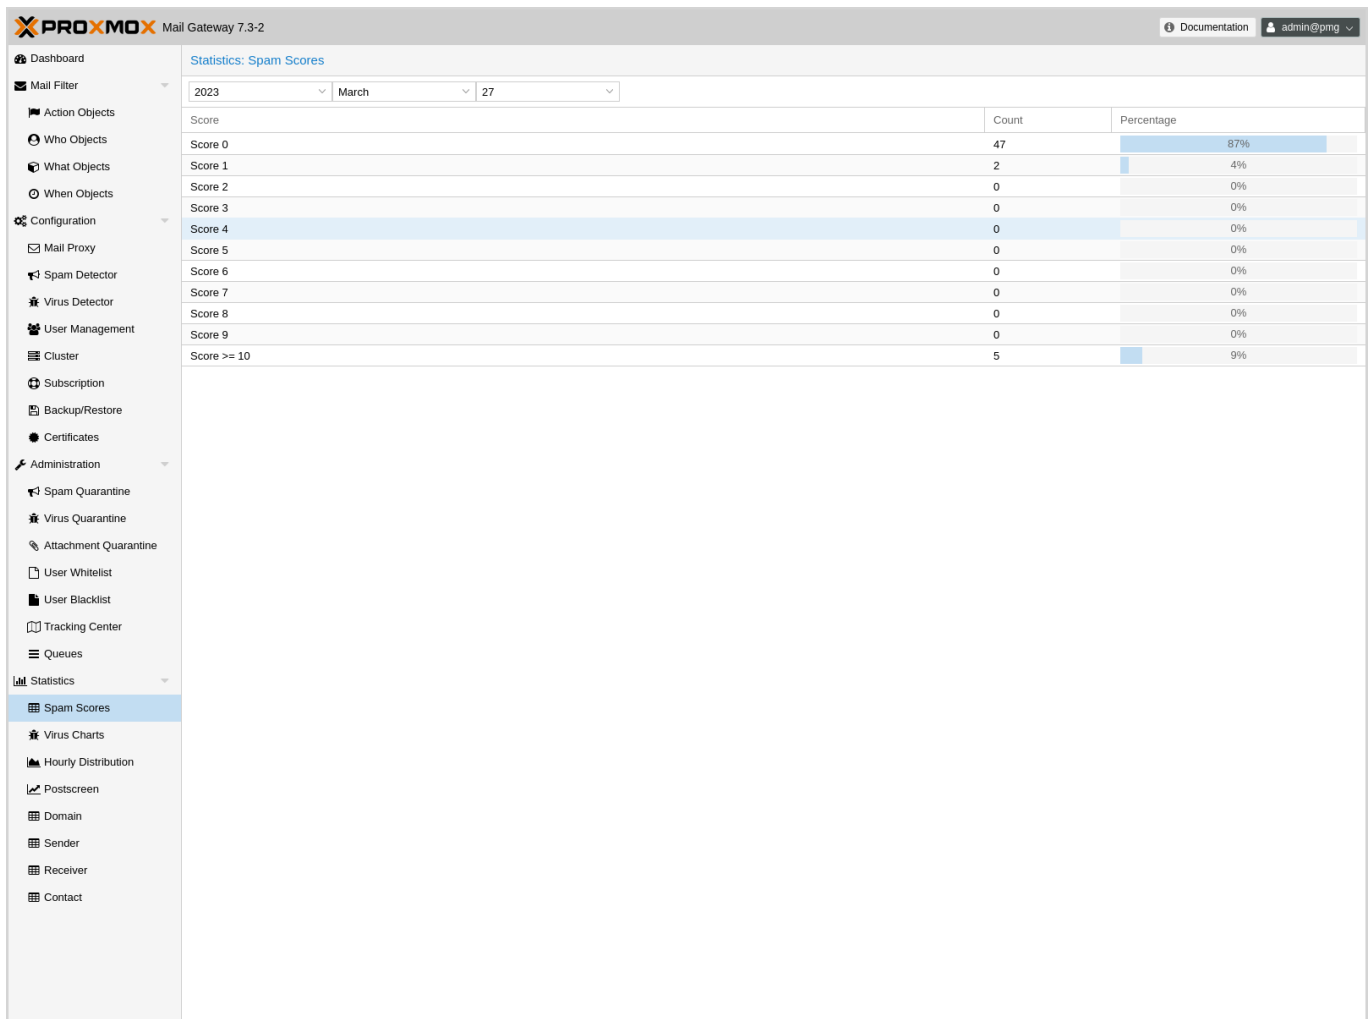 PROXMOX Mail Gateway 7.3-2
Documentation
admin@pmg
Dashboard
Mail Filter
Action Objects
Who Objects
What Objects
When Objects
Configuration
Mail Proxy
Spam Detector
Virus Detector
User Management
Cluster
Subscription
Backup/Restore
Certificates
Administration
Spam Quarantine
Virus Quarantine
Attachment Quarantine
User Whitelist
User Blacklist
Tracking Center
Queues
Statistics
Spam Scores
Virus Charts
Hourly Distribution
Postscreen
Domain
Sender
Receiver
Contact
Statistics: Spam Scores
2023 March 27
Score Count Percentage
Score 0 47 87%
Score 1 2 4%
Score 2 0 0%
Score 3 0 0%
Score 4 0 0%
Score 5 0 0%
Score 6 0 0%
Score 7 0 0%
Score 8 0 0%
Score 9 0 0%
Score >= 10 5 9%